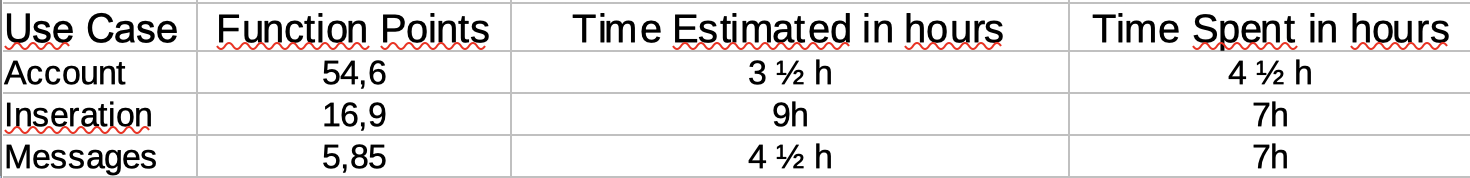 Use Case Function Points Time Estimated in hours Time Spent in hours
Account 54,6 3 ½ h 4 ½ h
Inseration 16,9 9h 7h
Messages 5,85 4 ½ h 7h